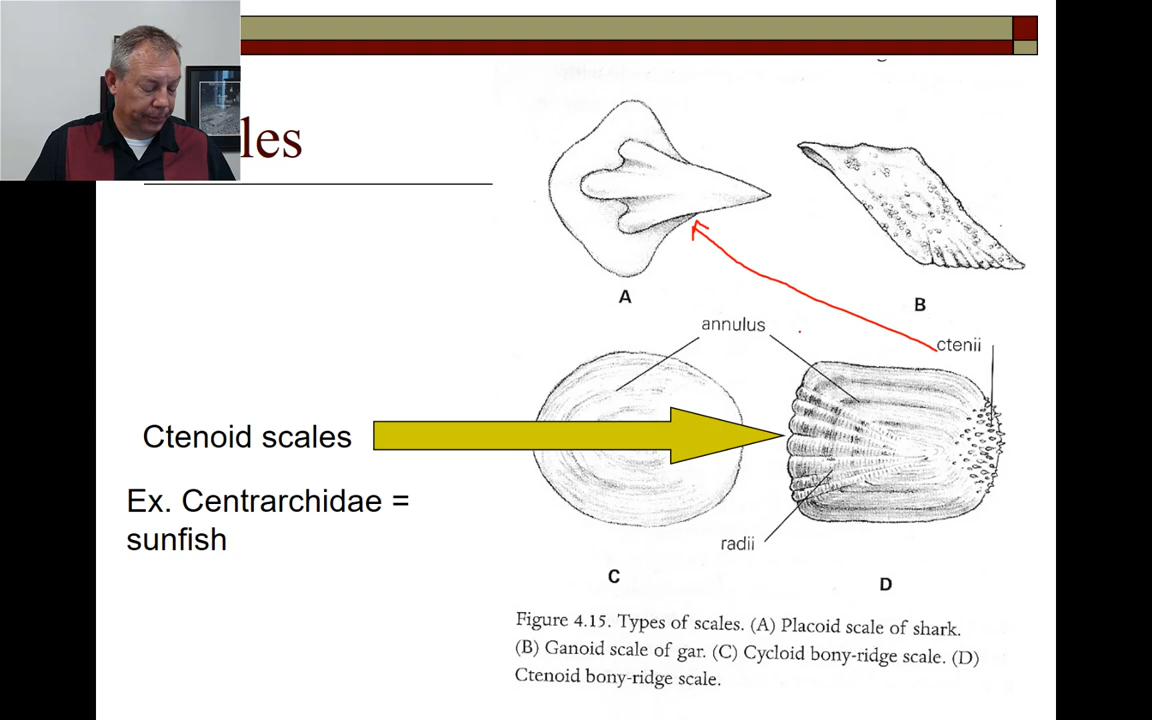 les
A
B
annulus
ctenii
Ctenoid scales
Ex. Centrarchidae =
sunfish
radii
C
D
Figure 4.15. Types of scales. (A) Placoid scale of shark.
(B) Ganoid scale of gar. (C) Cycloid bony-ridge scale. (D)
Ctenoid bony-ridge scale.